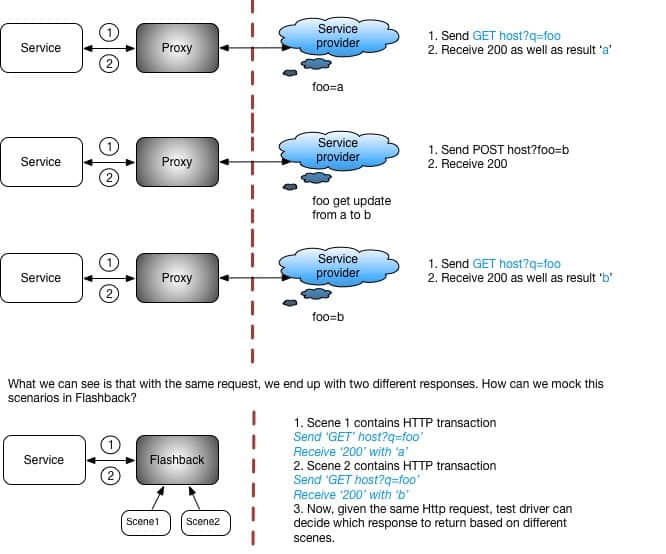 Service
1
2
Proxy
Service
provider
foo=a
1. Send GET host?q=foo
2. Receive 200 as well as result ‘a’
Service
1
2
Proxy
Service
provider
foo get update
from a to b
1. Send POST host?foo=b
2. Receive 200
Service
1
2
Proxy
Service
provider
foo=b
1. Send GET host?q=foo
2. Receive 200 as well as result ‘b’
What we can see is that with the same request, we end up with two different responses. How can we mock this
scenarios in Flashback?
Service
1
2
Flashback
Scene1
Scene2
1. Scene 1 contains HTTP transaction
Send ‘GET’ host?q=foo’
Receive ‘200’ with ‘a’
2. Scene 2 contains HTTP transaction
Send ‘GET host?q=foo’
Receive ‘200’ with ‘b’
3. Now, given the same Http request, test driver can
decide which response to return based on different
scenes.